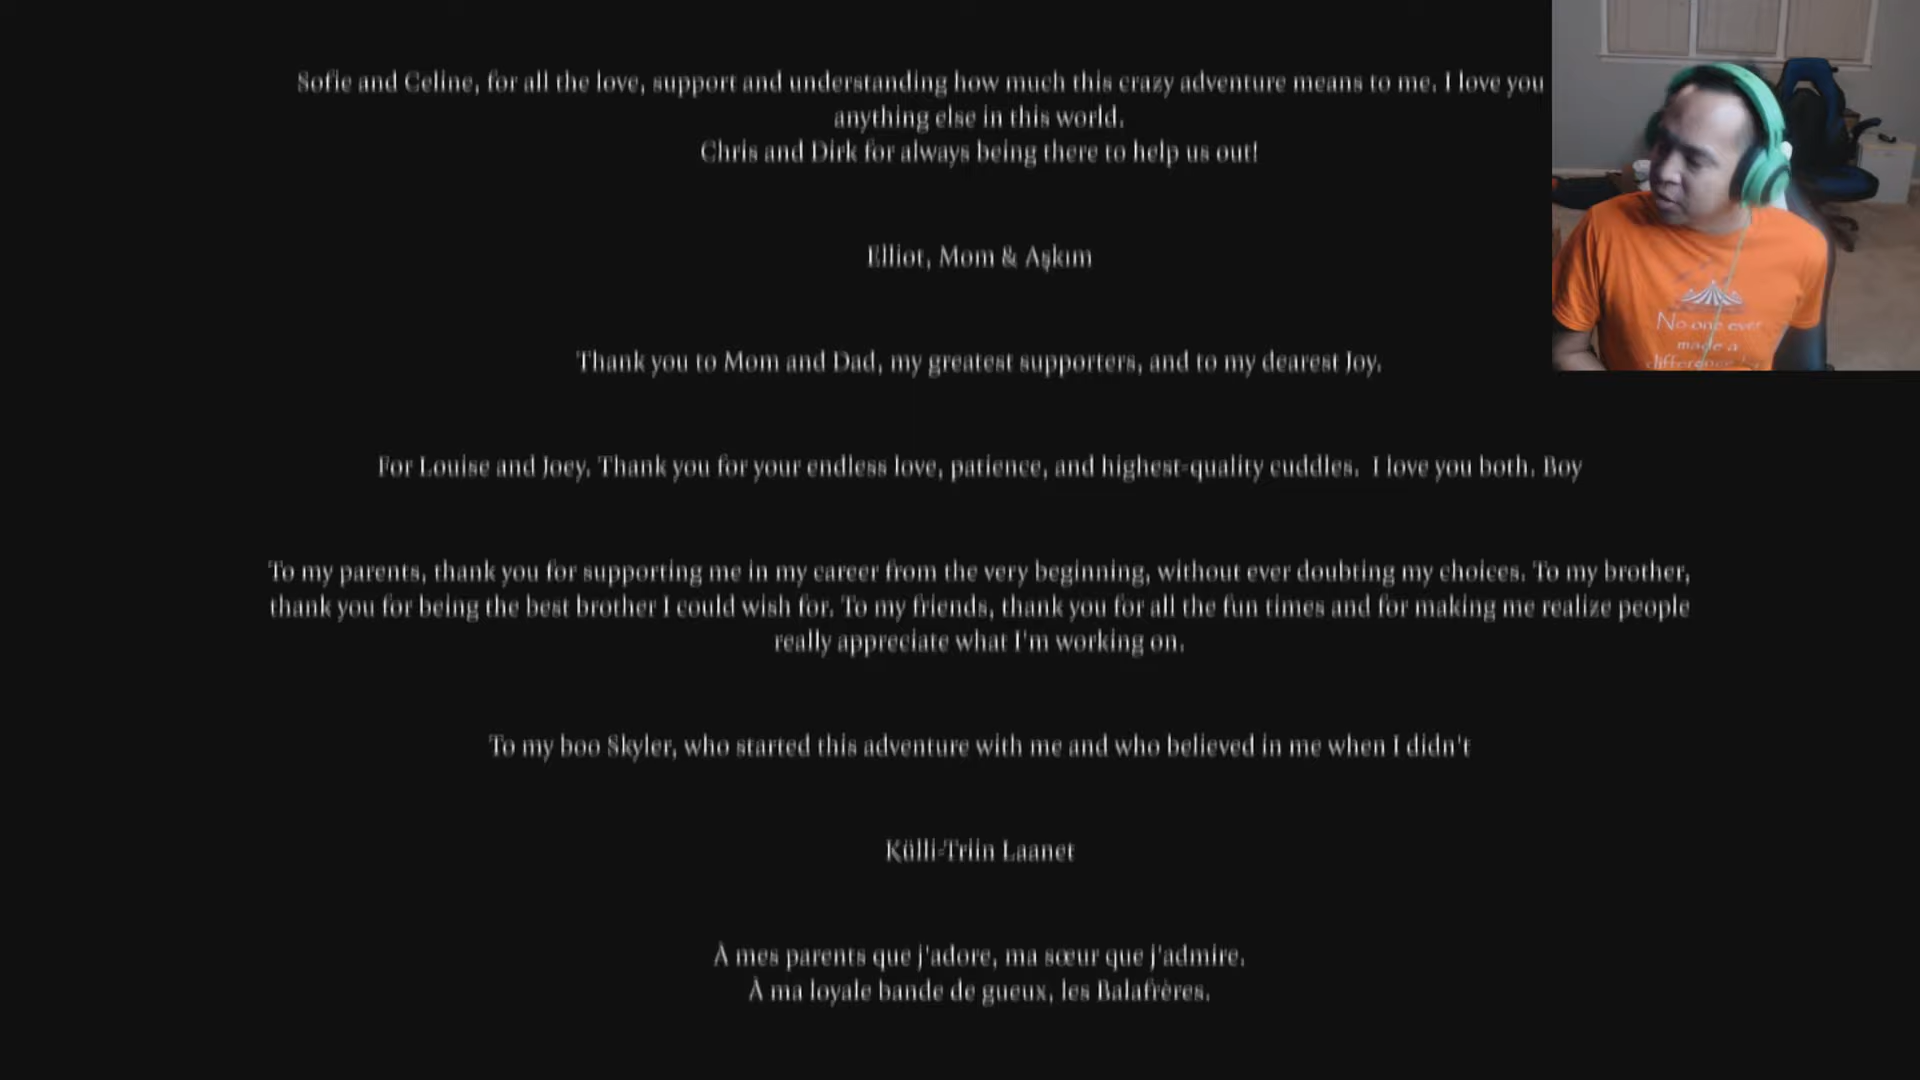 Sofie and Celine, for all the love, support and understanding how much this crazy adventure means to me. I love you
anything else in this world.
Chris and Dirk for always being there to help us out!
Elliot, Mom & Aşkım
Thank you to Mom and Dad, my greatest supporters, and to my dearest Joy.
For Louise and Joey, Thank you for your endless love, patience, and highest-quality cuddles. I love you both. Boy
To my parents, thank you for supporting me in my career from the very beginning, without ever doubting my choices. To my brother,
thank you for being the best brother I could wish for. To my friends, thank you for all the fun times and for making me realize people
really appreciate what I'm working on.
To my boo Skyler, who started this adventure with me and who believed in me when I didn't
Külli-Triin Laanet
À mes parents que j'adore, ma sœur que j'admire.
À ma loyale bande de gueux, les Balafrères.
No one ever
made a
difference